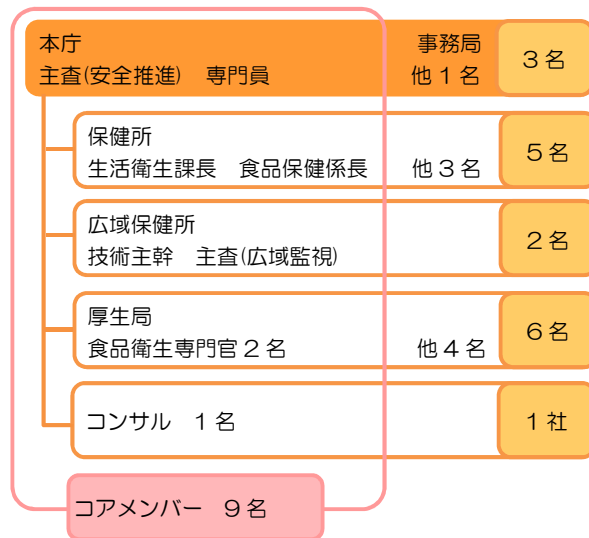 本庁 事務局
主査(安全推進) 専門員 他1名 3名
保健所
生活衛生課長 食品保健係長 他3名 5名
広域保健所
技術主幹 主査(広域監視) 2名
厚生局
食品衛生専門官2名 他4名 6名
コンサル 1名 1社
コアメンバー 9名